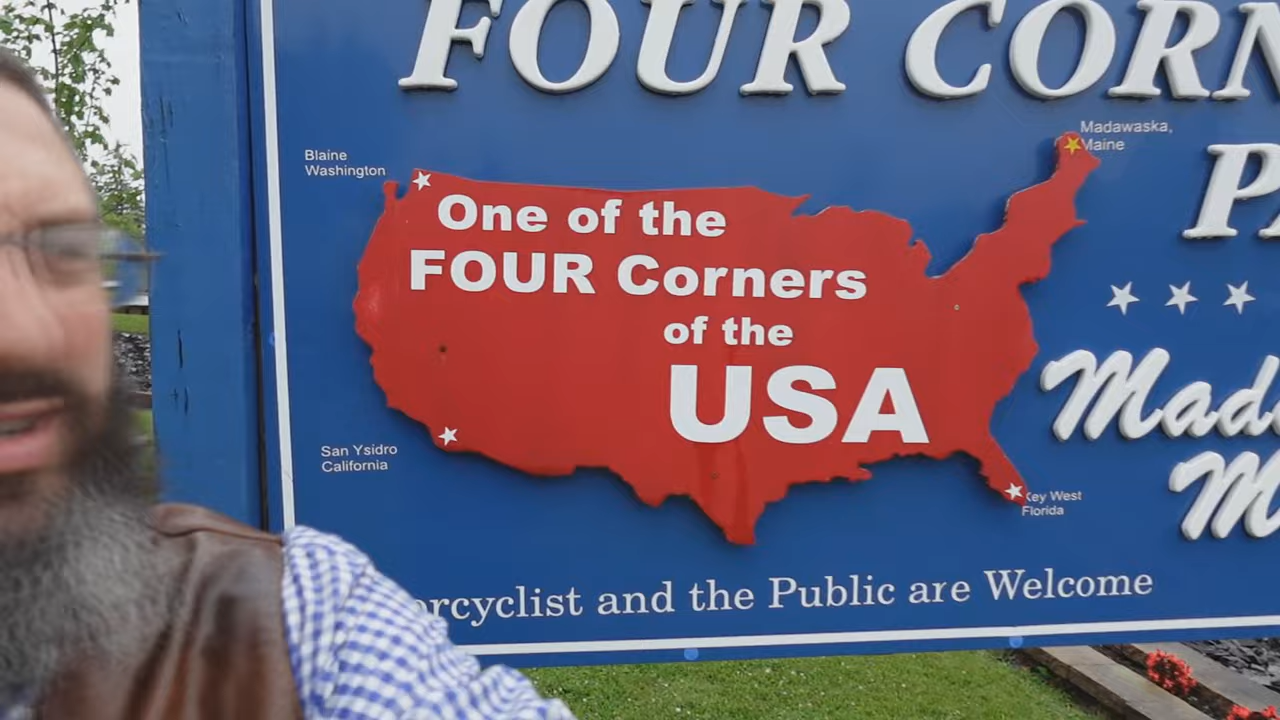 FOUR CORN
Madawaska,
Maine
Blaine
Washington
One of the
FOUR Corners
of the
USA
San Ysidro
California
Key West
Florida
orcyclist and the Public are Welcome